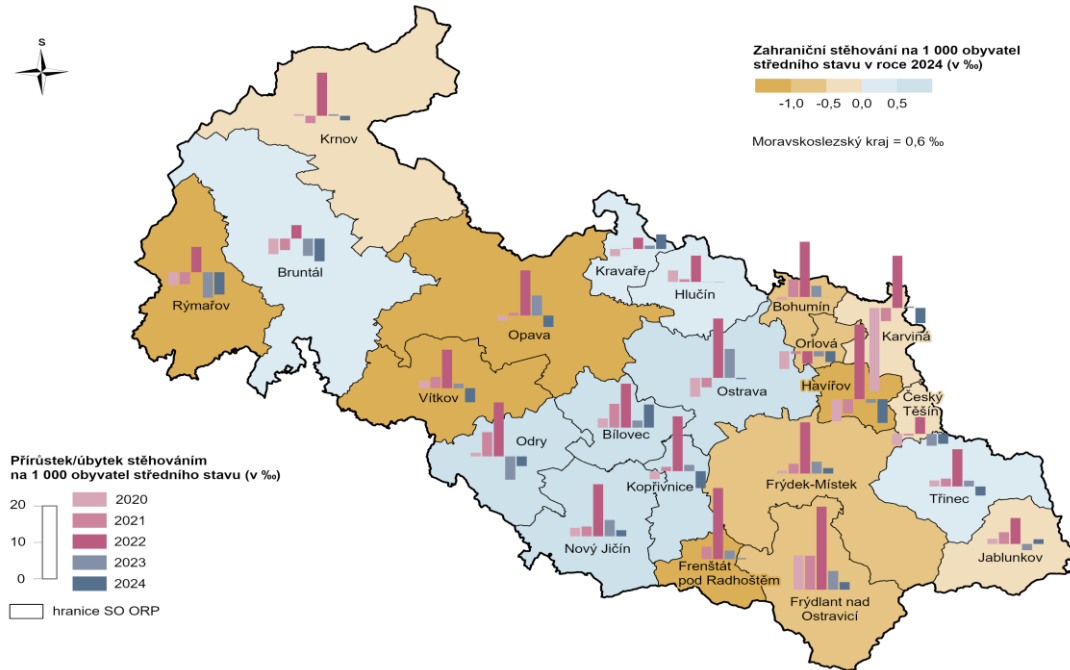 S
Zahraniční stěhování na 1 000 obyvatel
středního stavu v roce 2024 (v ‰)
-1,0 -0,5 0,0 0,5
Moravskoslezský kraj = 0,6 ‰
Krnov
Bruntál
Rýmařov
Kravaře
Hlučín
Bohumín
Karviná
Opava
Orlová
Ostrava
Havířov
Český
Těšín
Vítkov
Odry
Bílovec
Kopřivnice
Frýdek-Místek
Třinec
Nový Jičín
Jablunkov
Frenštát
pod Radhoštěm
Frýdlant nad
Ostravicí
Přírůstek/úbytek stěhováním
na 1 000 obyvatel středního stavu (v ‰)
20
10
0
2020
2021
2022
2023
2024
hranice SO ORP